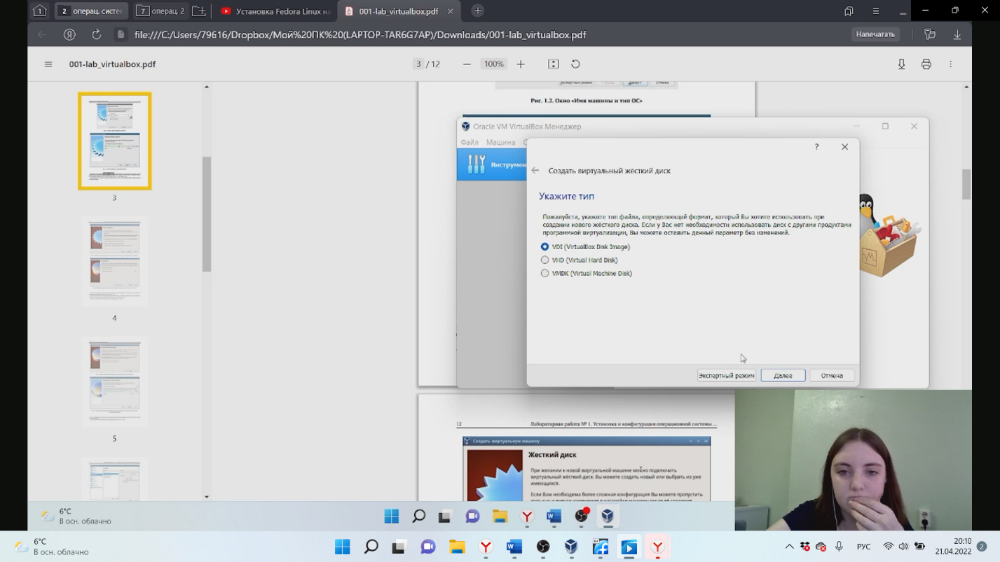 1
2 операц. систе
7 операц. 2
Установка Fedora Linux на
001-lab_virtualbox.pdf
Я
file:///C:/Users/79616/Dropbox/Мой%20ПК%20(LAPTOP-TAR6G7AP)/Downloads/001-lab_virtualbox.pdf
Напечатать
001-lab_virtualbox.pdf
3 / 12
100%
Экспертный режим
Далее >
Отмена
Рис. 1.2. Окно «Имя машины и тип ОС»
Oracle VM VirtualBox Менеджер
Файл Машина
Инструмен
Создать виртуальный жесткий диск
Укажите тип
Пожалуйста, укажите тип файла, определяющий формат, который Вы хотите использовать при
создании нового жёсткого диска. Если у Вас нет необходимости использовать диск с другими продуктами
программной виртуализации, Вы можете оставить данный параметр без изменений.
VDI (VirtualBox Disk Image)
VHD (Virtual Hard Disk)
VMDK (Virtual Machine Disk)
Экспертный режим
Далее
Отмена
3
4
5
12
Лабораторная работа № 1. Установка и конфигурация операционной системы ...
Создать виртуальную машину
Жесткий диск
При желании к новой виртуальной машине можно подключить
виртуальный жёсткий диск. Вы можете создать новый или выбрать из уже
имеющихся.
Если Вам необходима более сложная конфигурация Вы можете пропустить
6°C
В осн. облачно
6°C
В осн. облачно
РУС
20:10
21.04.2022
2